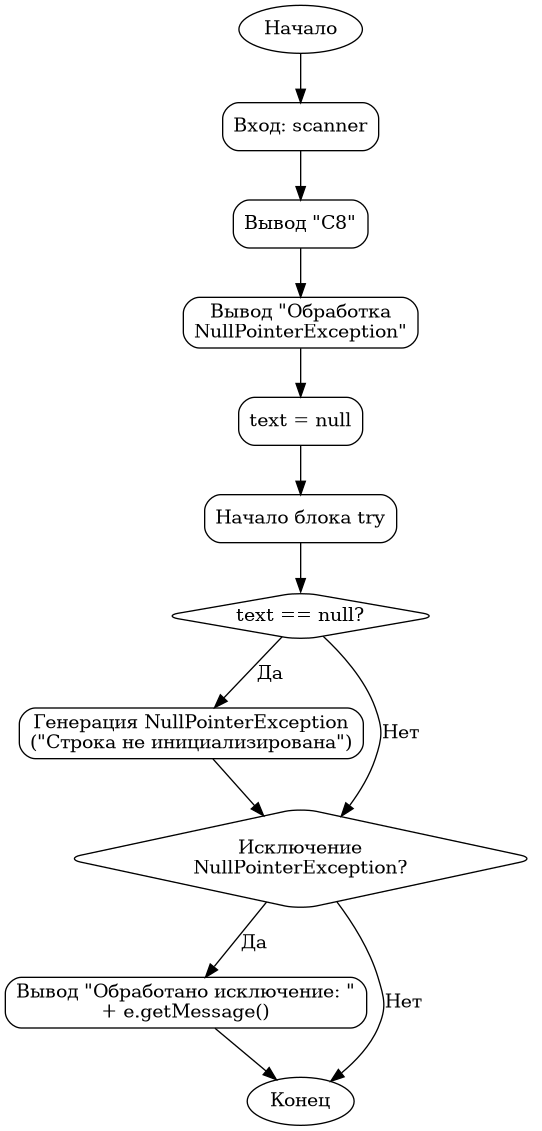 Начало
Вход: scanner
Вывод "C8"
Вывод "Обработка
NullPointerException"
text = null
Начало блока try
text == null?
Да
Генерация NullPointerException
("Строка не инициализирована")
Нет
Исключение
NullPointerException?
Да
Вывод "Обработано исключение: "
+ e.getMessage()
Нет
Конец